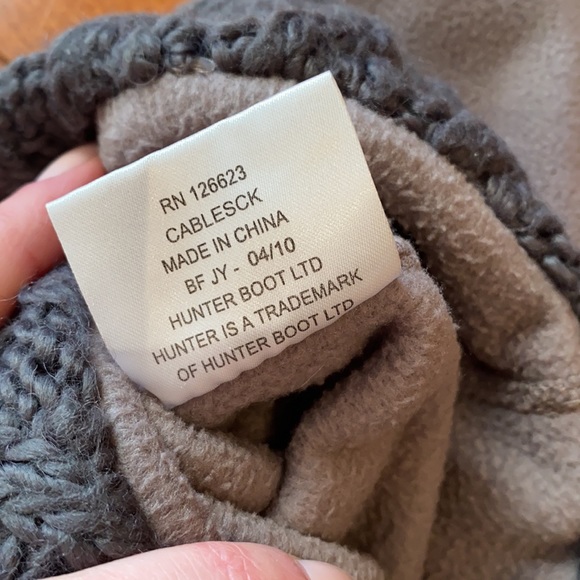 RN 126623
CABLESCK
MADE IN CHINA
BF JY - 04/10
HUNTER BOOT LTD
HUNTER IS A TRADEMARK
OF HUNTER BOOT LTD